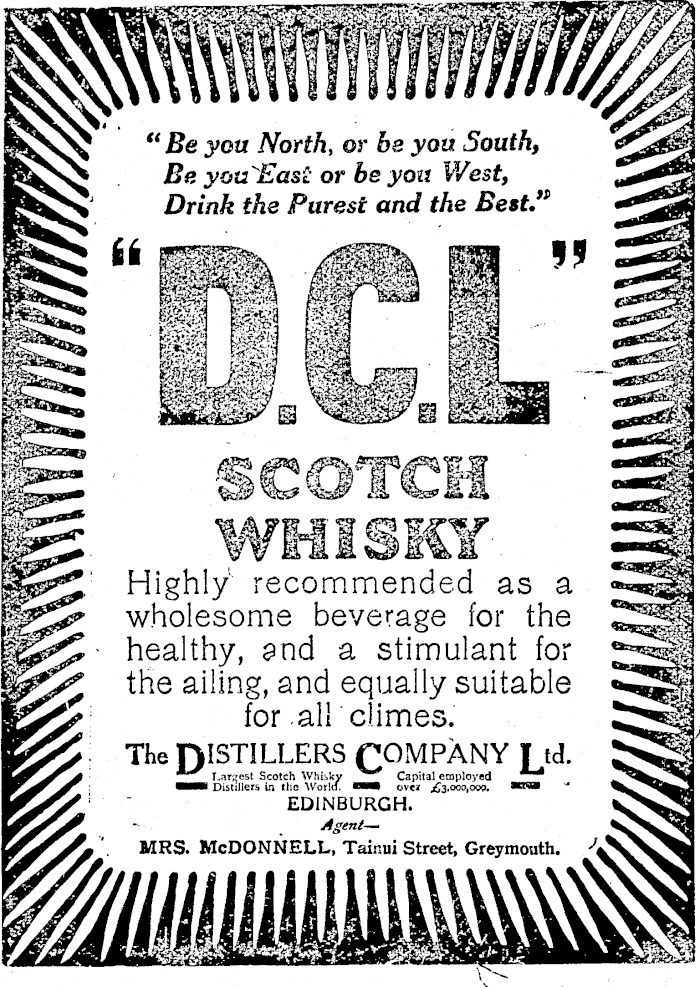 “Be you North, or be you South,
Be you East or be you West,
Drink the Purest and the Best.”
“D.C.L”
SCOTCH
WHISKY
Highly recommended as a
wholesome beverage for the
healthy, and a stimulant for
the ailing, and equally suitable
for all climes.
The DISTILLERS COMPANY Ltd.
Largest Scotch Whisky Capital employed
Distillers in the World. over £3,000,000.
EDINBURGH.
Agent—
MRS. McDONNELL, Tainui Street, Greymouth.